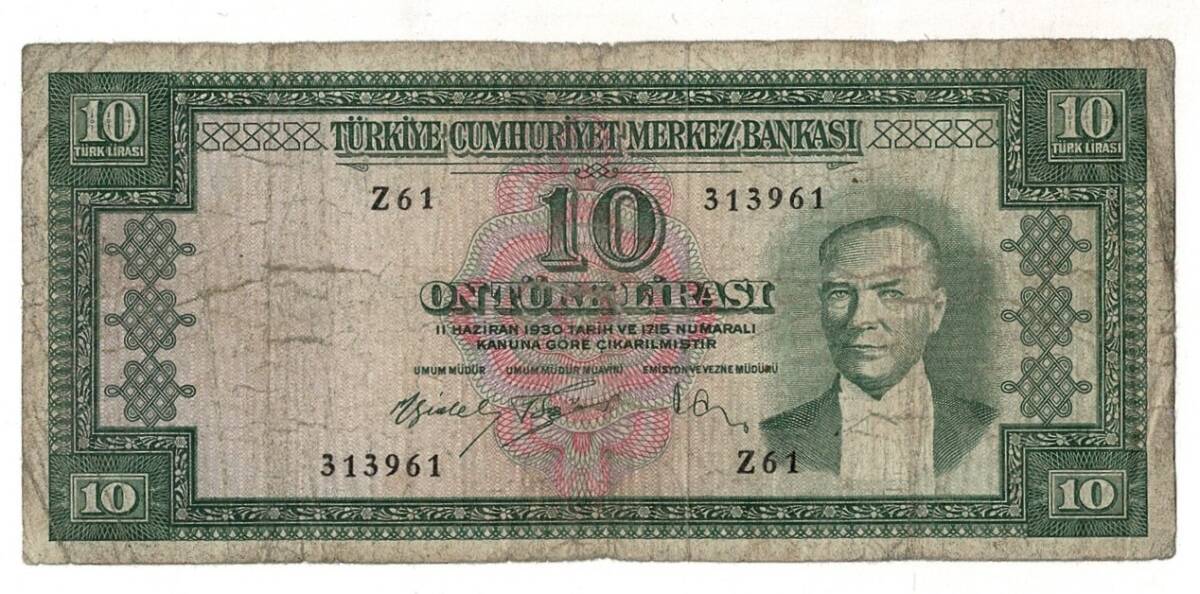 10 10
TÜRK LİRASI TÜRK LİRASI
TÜRKİYE CUMHURİYET MERKEZ BANKASI
Z61 313961
10
ON TÜRK LİRASI
11 HAZİRAN 1930 TARİH VE 1715 NUMARALI
KANUNA GÖRE ÇIKARILMIŞTIR
UMUM MÜDÜR UMUM MÜDÜR MUAVİNİ EMİSYON VE VEZNE MÜDÜRÜ
313961 Z61
10 10